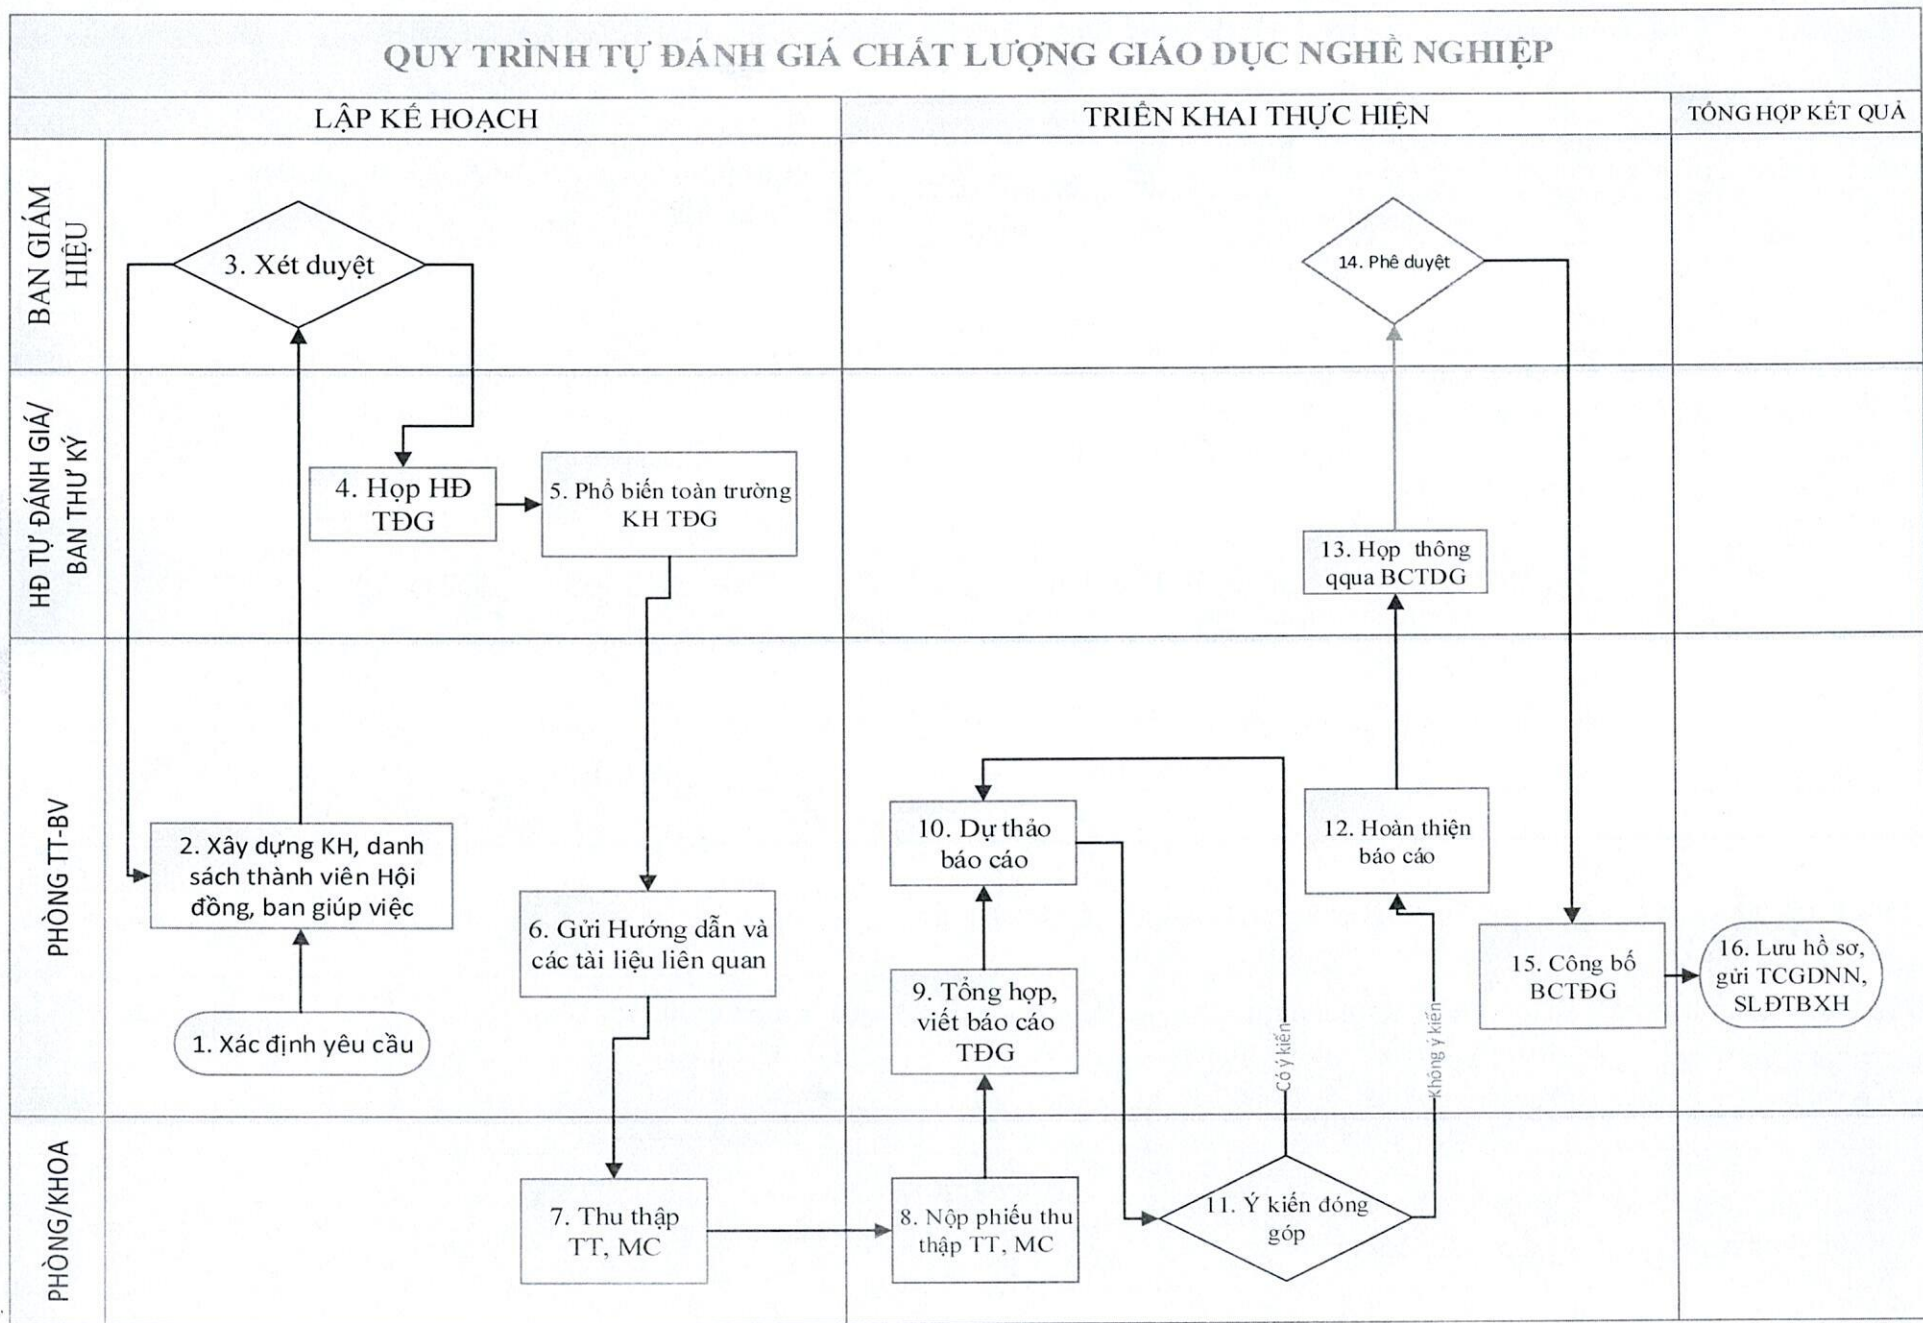 QUY TRÌNH TỰ ĐÁNH GIÁ CHẤT LƯỢNG GIÁO DỤC NGHỀ NGHIỆP
LẬP KẾ HOẠCH
TRIỂN KHAI THỰC HIỆN
TỔNG HỢP KẾT QUẢ
BAN GIÁM
HIỆU
3. Xét duyệt
14. Phê duyệt
HĐ TỰ ĐÁNH GIÁ/
BAN THƯ KÝ
4. Họp HĐ
TĐG
5. Phổ biến toàn trường
KH TĐG
13. Họp thông
qqua BCTDG
PHÒNG TT-BV
2. Xây dựng KH, danh
sách thành viên Hội
đồng, ban giúp việc
1. Xác định yêu cầu
6. Gửi Hướng dẫn và
các tài liệu liên quan
10. Dự thảo
báo cáo
9. Tổng hợp,
viết báo cáo
TĐG
12. Hoàn thiện
báo cáo
Có ý kiến
Không ý kiến
15. Công bố
BCTĐG
16. Lưu hồ sơ,
gửi TCGDNN,
SLĐTBXH
PHÒNG/KHOA
7. Thu thập
TT, MC
8. Nộp phiếu thu
thập TT, MC
11. Ý kiến đóng
góp